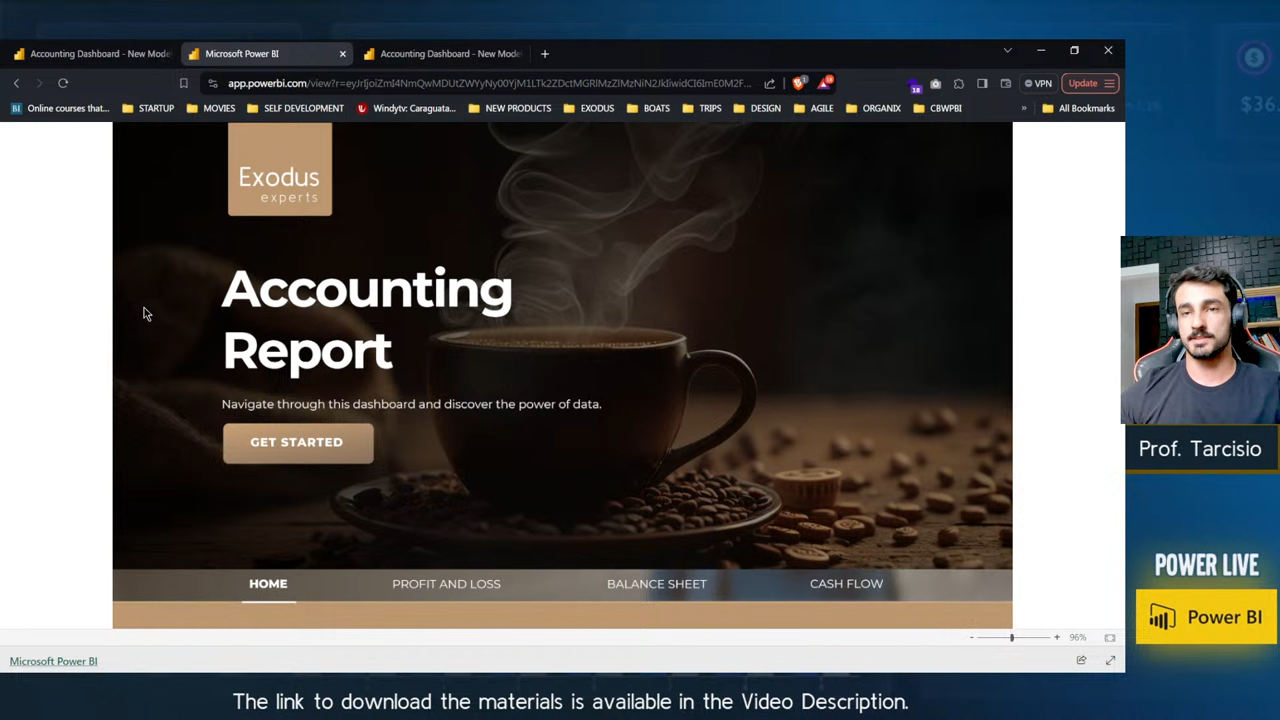 Accounting Dashboard - New Mode
Microsoft Power BI
Accounting Dashboard - New Mode
Update
VPN
18
18
BI Online courses that...
STARTUP
MOVIES
SELF DEVELOPMENT
Windytv: Caraguata...
NEW PRODUCTS
EXODUS
BOATS
TRIPS
DESIGN
AGILE
ORGANIX
CBWPBI
All Bookmarks
$36.
Exodus
experts
Accounting
Report
Navigate through this dashboard and discover the power of data.
GET STARTED
HOME
PROFIT AND LOSS
BALANCE SHEET
CASH FLOW
96%
Microsoft Power BI
Prof. Tarcisio
POWER LIVE
Power BI
The link to download the materials is available in the Video Description.